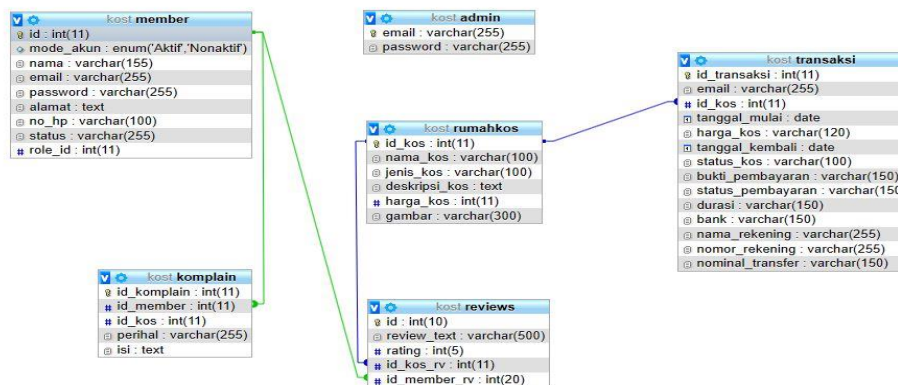 kost member
id : int(11)
mode_akun : enum('Aktif','Nonaktif')
nama : varchar(155)
email : varchar(255)
password : varchar(255)
alamat : text
no_hp : varchar(100)
status : varchar(255)
role_id : int(11)
kost admin
email : varchar(255)
password : varchar(255)
kost transaksi
id_transaksi : int(11)
email : varchar(255)
id_kos : int(11)
tanggal_mulai : date
harga_kos : varchar(120)
tanggal_kembali : date
status_kos : varchar(100)
bukti_pembayaran : varchar(150)
status_pembayaran : varchar(150
durasi : varchar(150)
bank : varchar(150)
nama_rekening : varchar(255)
nomor_rekening : varchar(255)
nominal_transfer : varchar(150)
kost rumahkos
id_kos : int(11)
nama_kos : varchar(100)
jenis_kos : varchar(100)
deskripsi_kos : text
harga_kos : int(11)
gambar : varchar(300)
kost komplain
id_komplain : int(11)
id_member : int(11)
id_kos : int(11)
perihal : varchar(255)
isi : text
kost reviews
id : int(10)
review_text : varchar(500)
rating : int(5)
id_kos_rv : int(11)
id_member_rv : int(20)